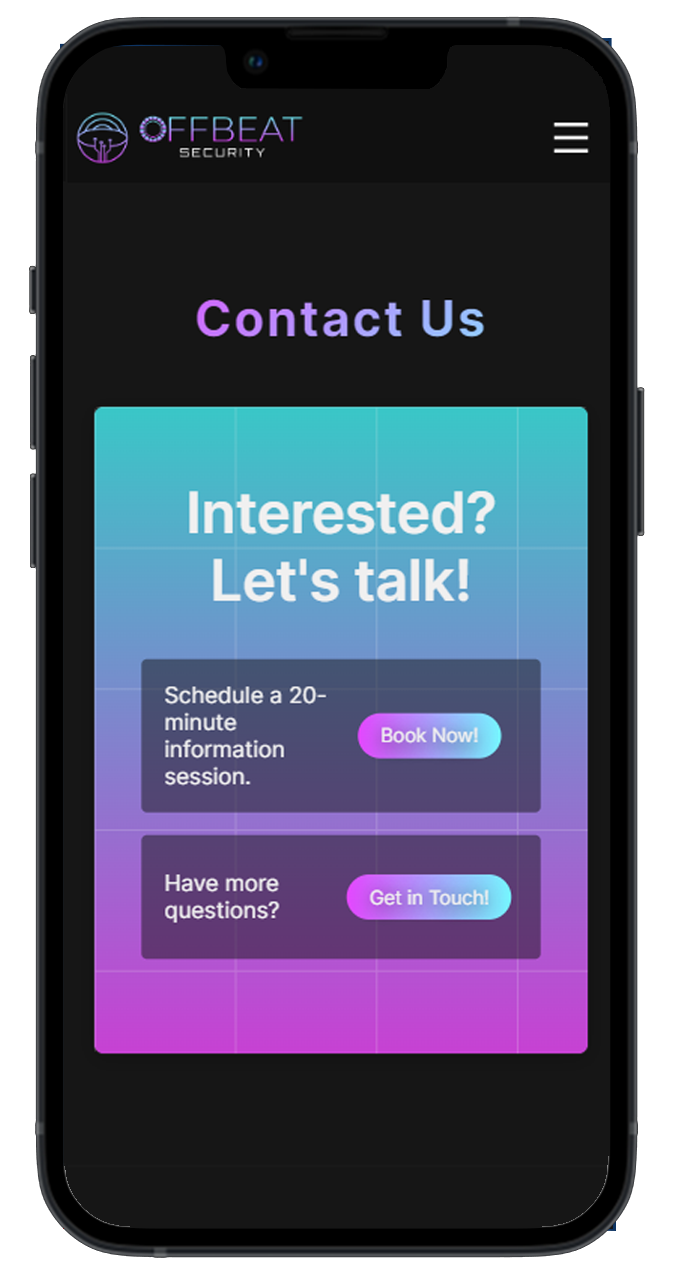 OFFBEAT
SECURITY
Contact Us
Interested?
Let's talk!
Schedule a 20-
minute
information
session.
Book Now!
Have more
questions?
Get in Touch!